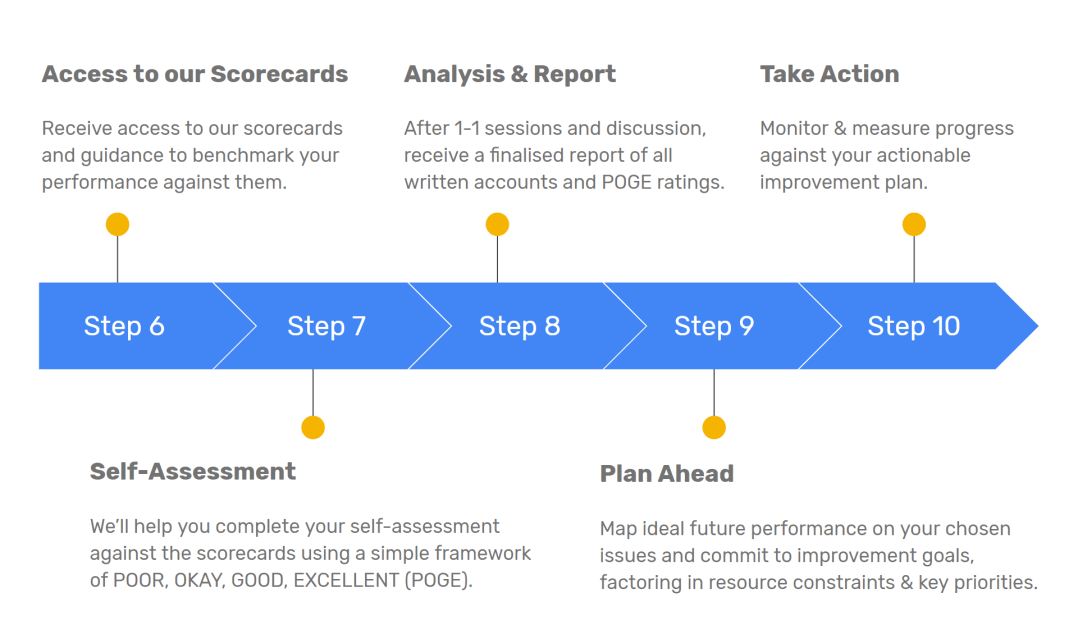 Access to our Scorecards
Receive access to our scorecards
and guidance to benchmark your
performance against them.
Analysis & Report
After 1-1 sessions and discussion,
receive a finalised report of all
written accounts and POGE ratings.
Take Action
Monitor & measure progress
against your actionable
improvement plan.
Step 6
Step 7
Step 8
Step 9
Step 10
Self-Assessment
We’ll help you complete your self-assessment
against the scorecards using a simple framework
of POOR, OKAY, GOOD, EXCELLENT (POGE).
Plan Ahead
Map ideal future performance on your chosen
issues and commit to improvement goals,
factoring in resource constraints & key priorities.